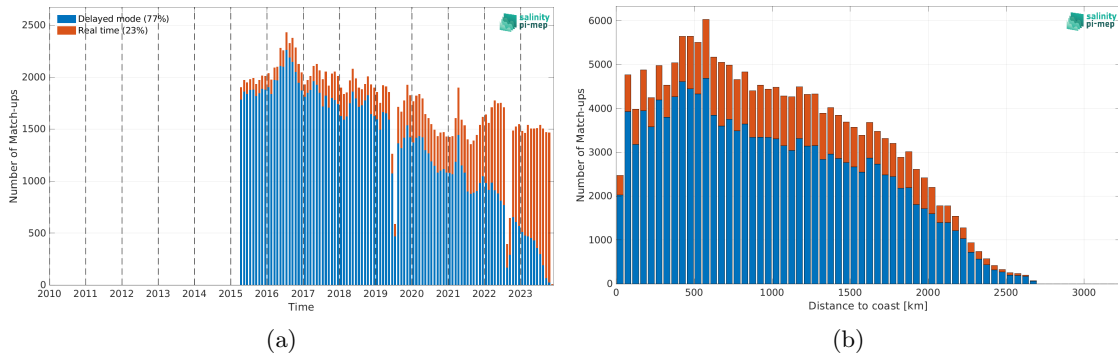 Delayed mode (77%)
Real time (23%)
salinity
pi-mep
Number of Match-ups
2500
2000
1500
1000
500
0
2010 2011 2012 2013 2014 2015 2016 2017 2018 2019 2020 2021 2022 2023
Time
(a)
salinity
pi-mep
Number of Match-ups
6000
5000
4000
3000
2000
1000
0
0 500 1000 1500 2000 2500 3000
Distance to coast [km]
(b)